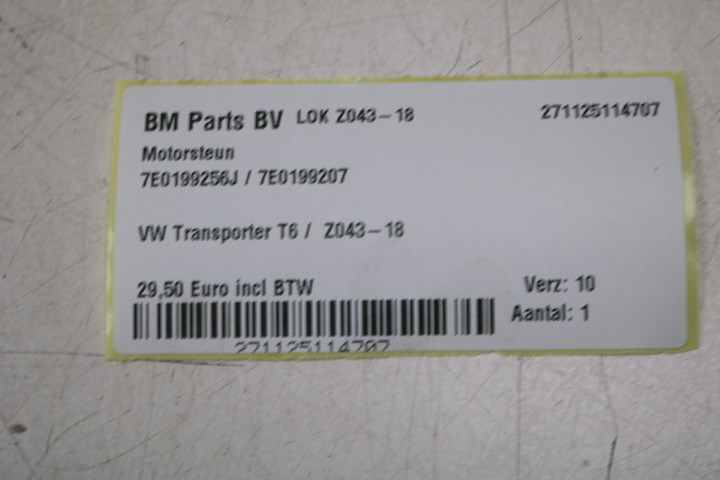 BM Parts BV LOK Z043-18 271125114707
Motorsteun
7E0199256J / 7E0199207
VW Transporter T6 / Z043-18
29,50 Euro incl BTW Verz: 10
Aantal: 1
271125114707